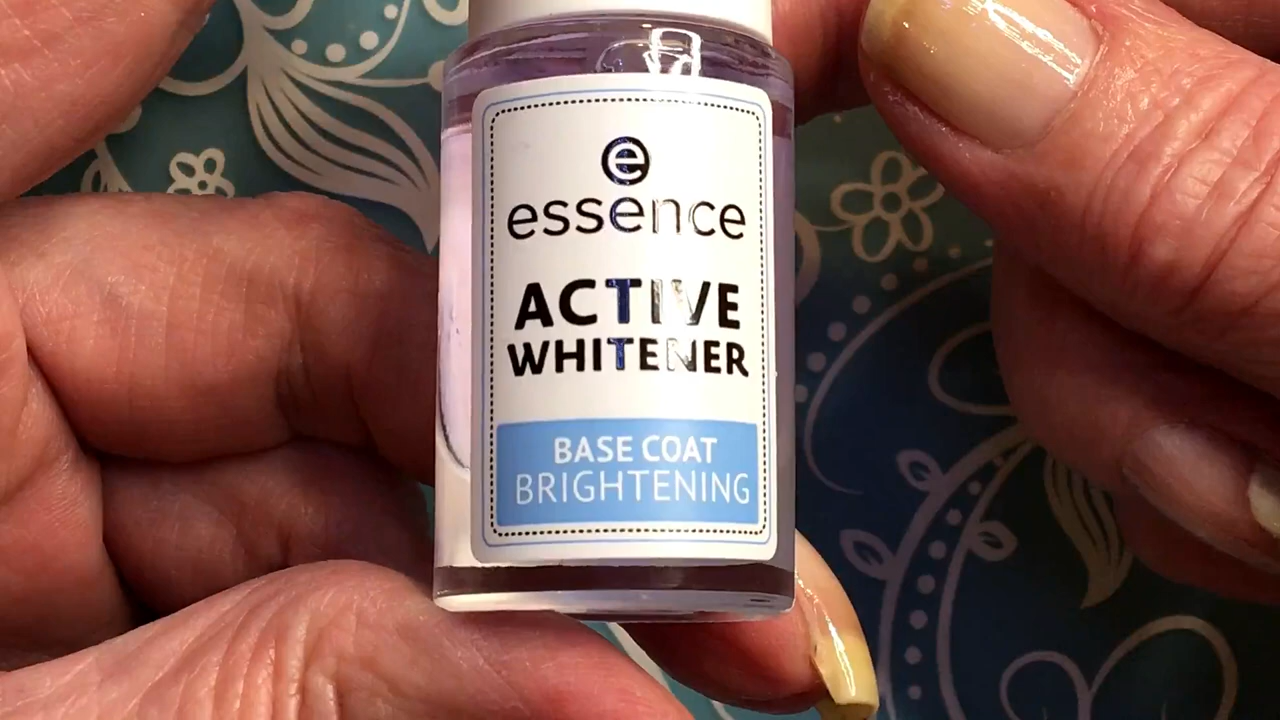 e
essence
ACTIVE
WHITENER
BASE COAT
BRIGHTENING